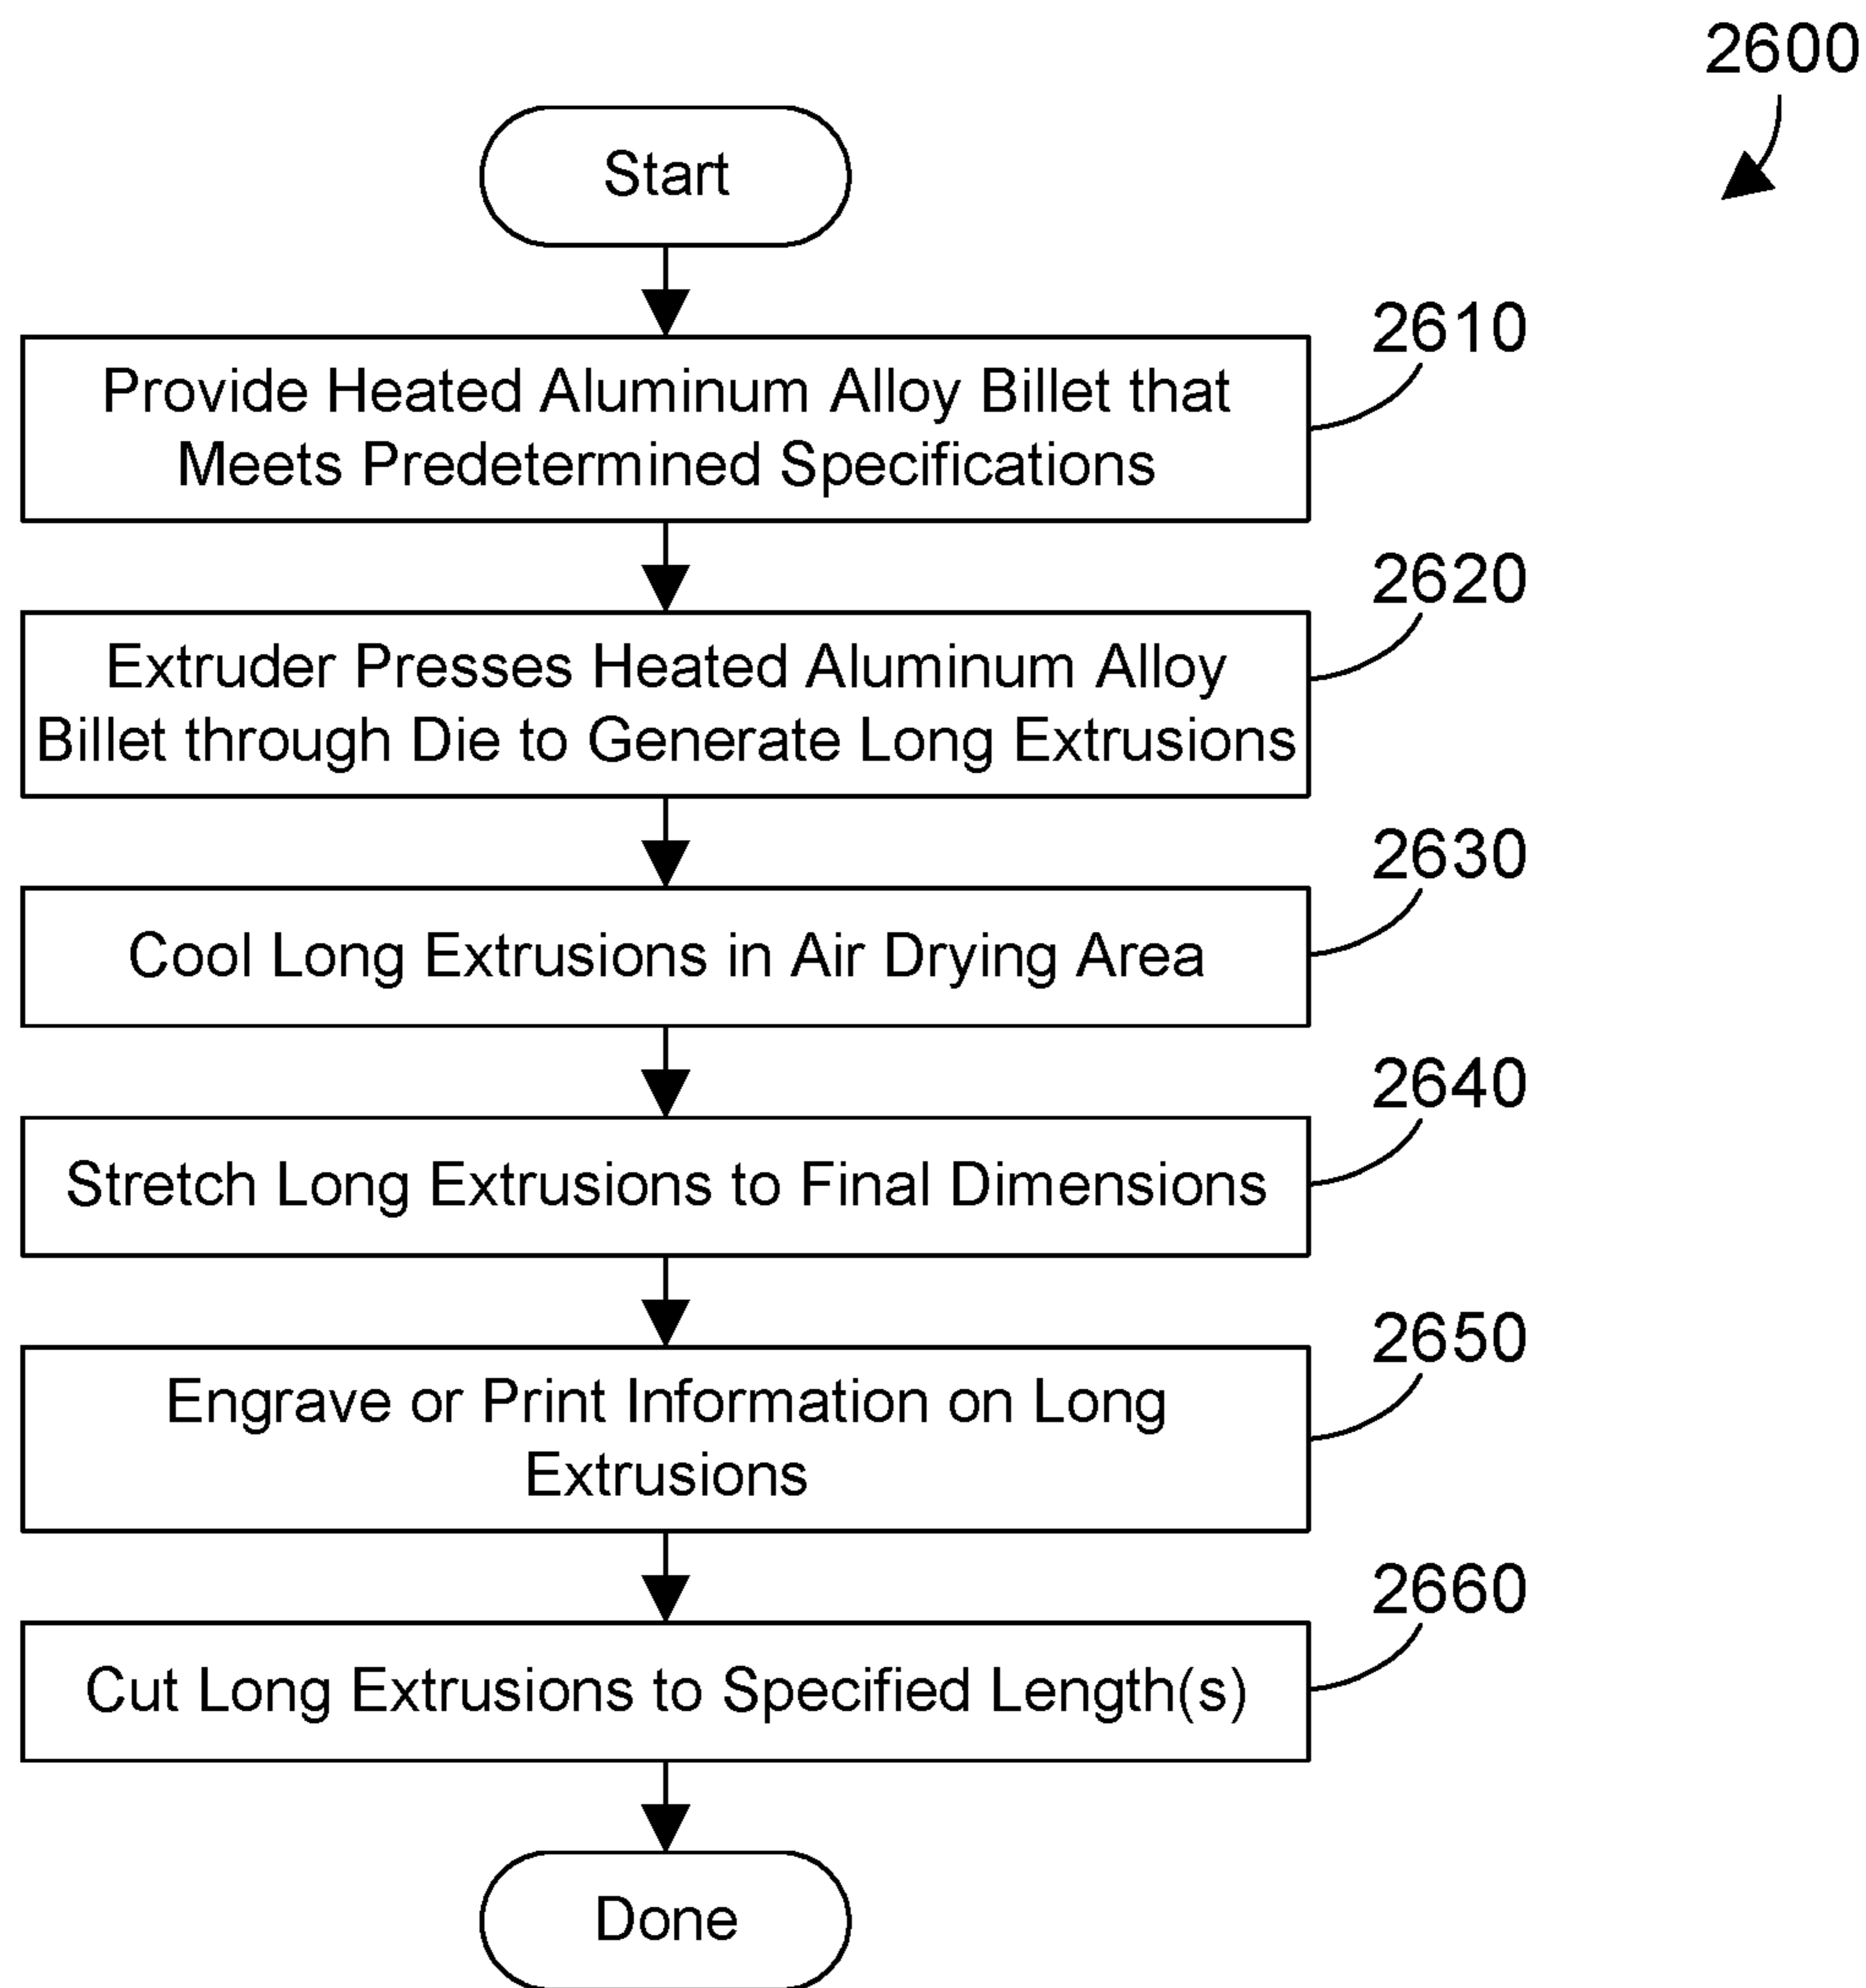 2600
Start
2610
Provide Heated Aluminum Alloy Billet that
Meets Predetermined Specifications
2620
Extruder Presses Heated Aluminum Alloy
Billet through Die to Generate Long Extrusions
2630
Cool Long Extrusions in Air Drying Area
2640
Stretch Long Extrusions to Final Dimensions
2650
Engrave or Print Information on Long
Extrusions
2660
Cut Long Extrusions to Specified Length(s)
Done